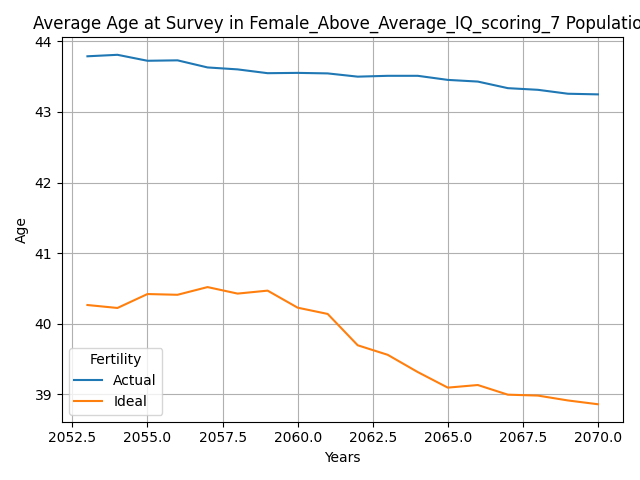 Average Age at Survey in Female_Above_Average_IQ_scoring_7 Populatio
44
43
42
41
40
39
Age
Fertility
Actual
Ideal
2052.5 2055.0 2057.5 2060.0 2062.5 2065.0 2067.5 2070.0
Years